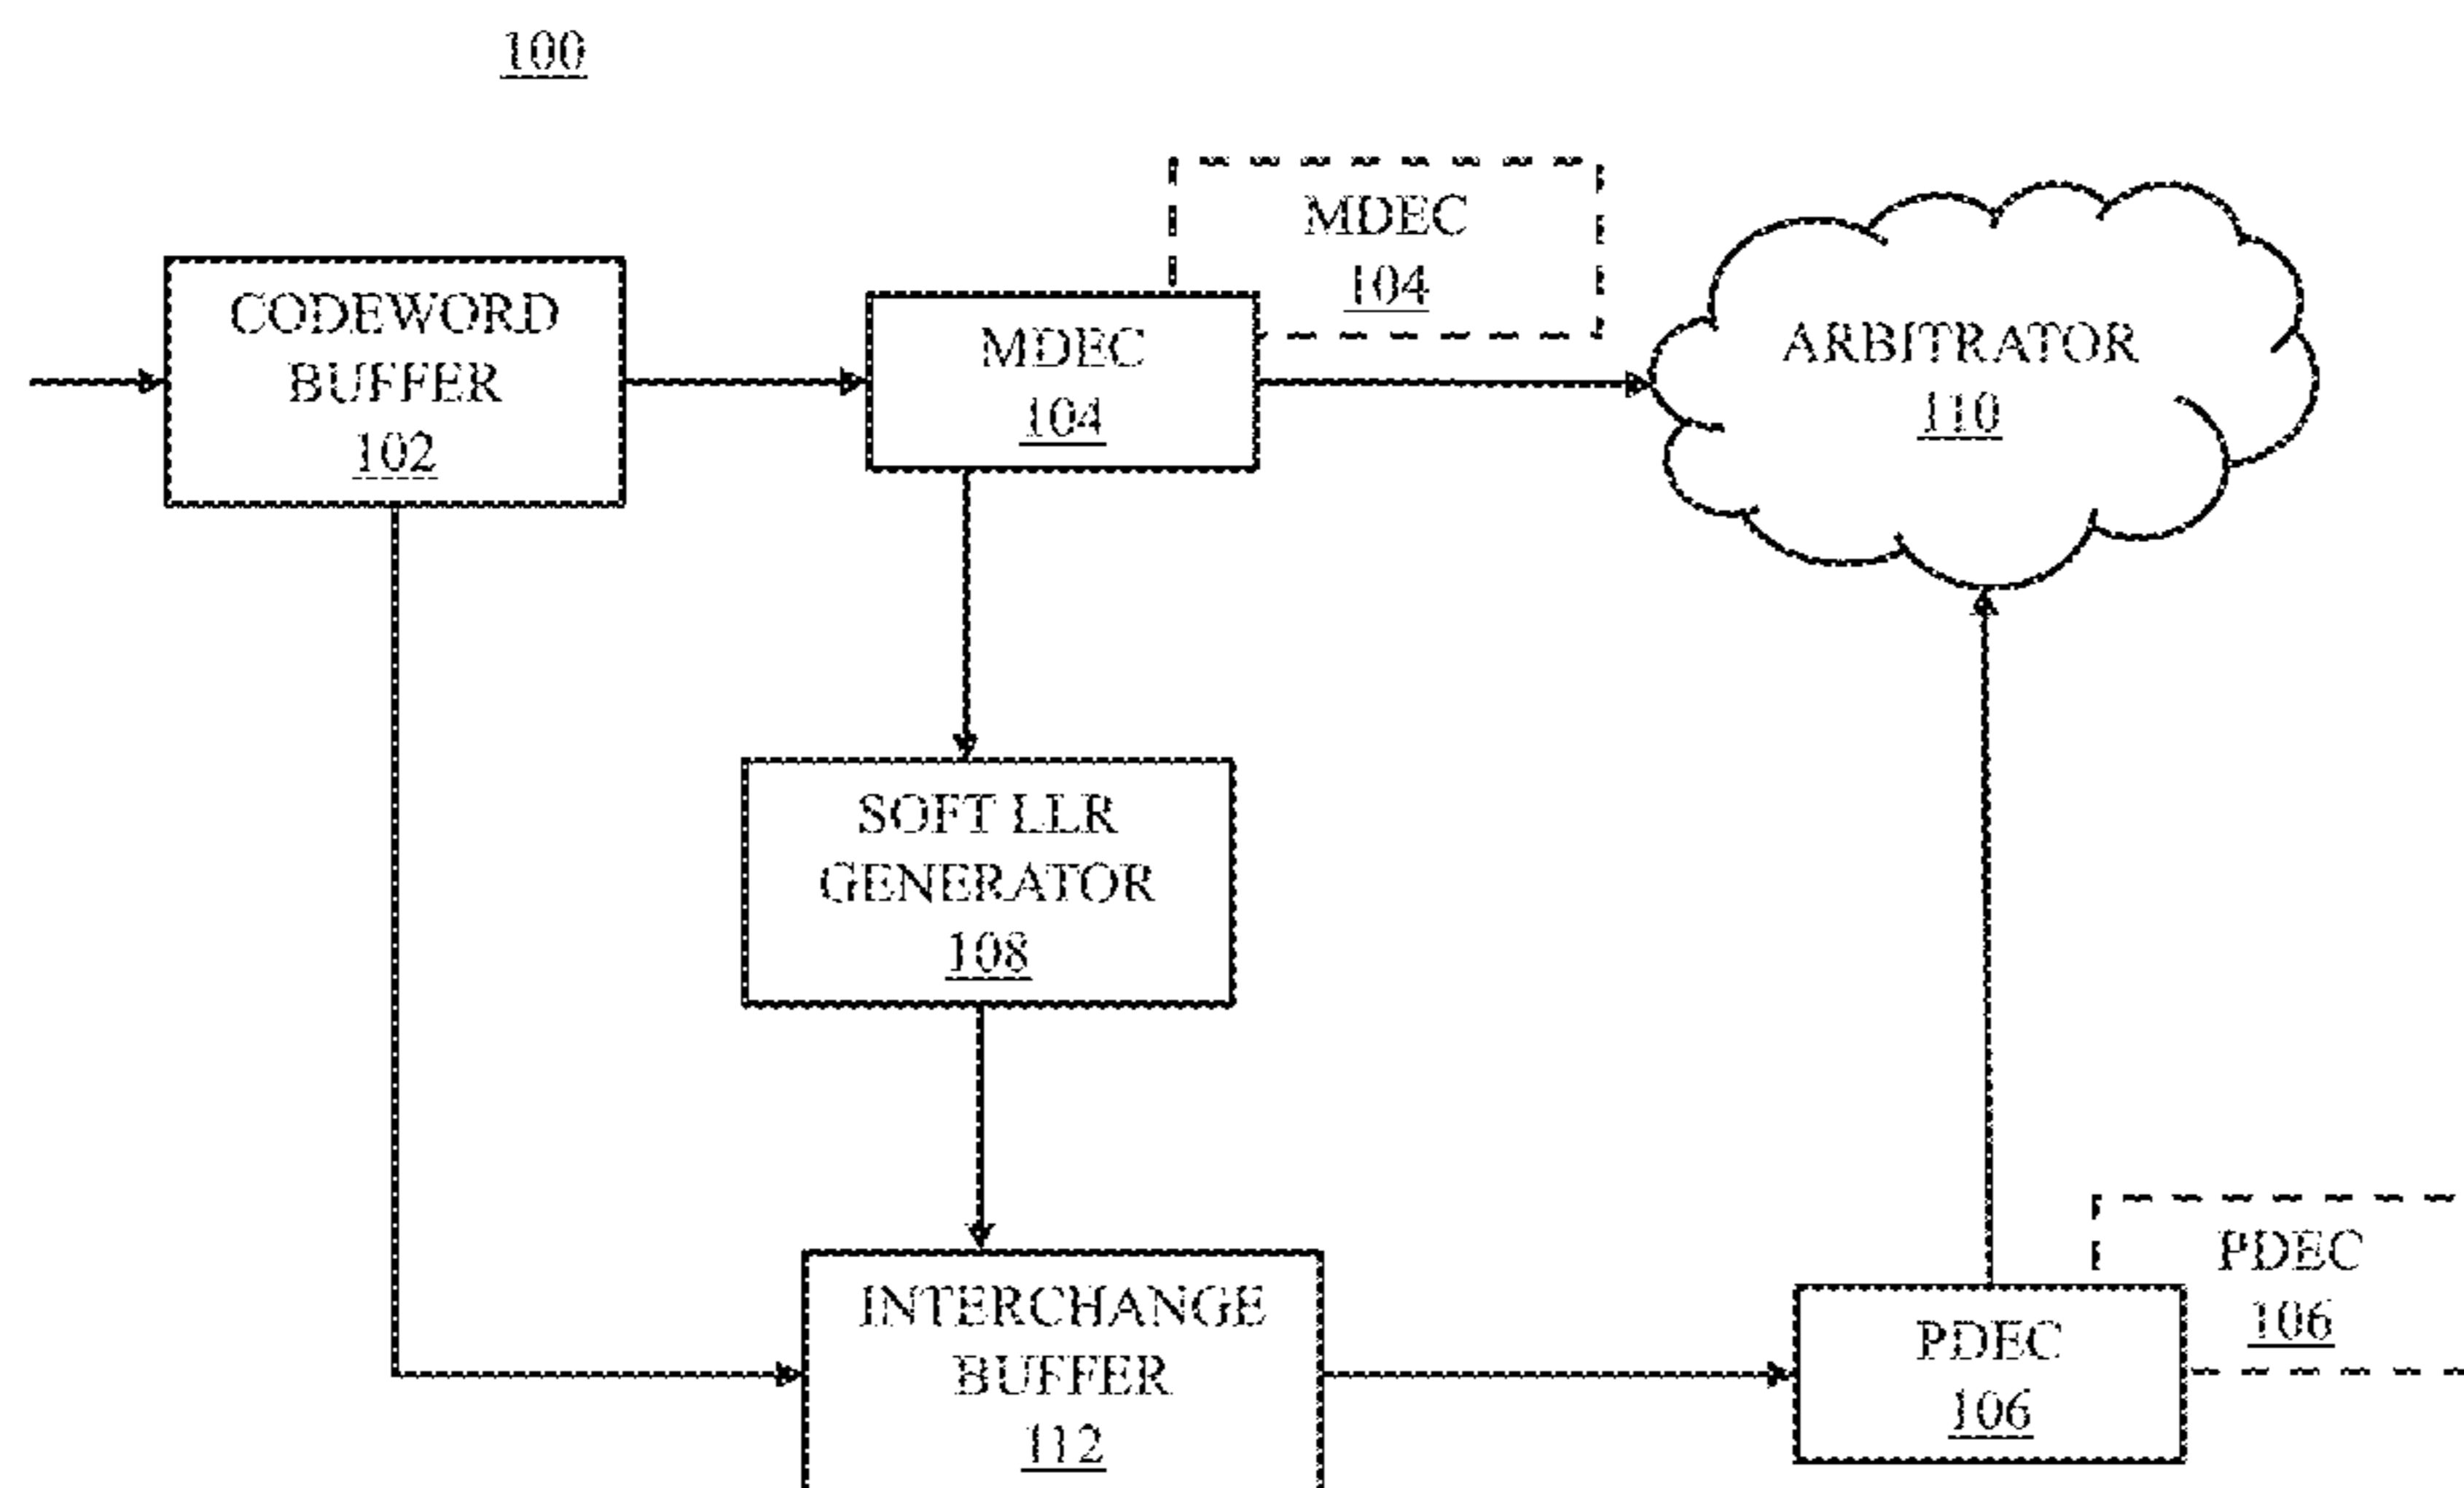 100
MDEC
104
CODEWORD
BUFFER
102
MDEC
104
ARBITRATOR
110
SOFT LLR
GENERATOR
108
INTERCHANGE
BUFFER
112
PDEC
106
PDEC
106